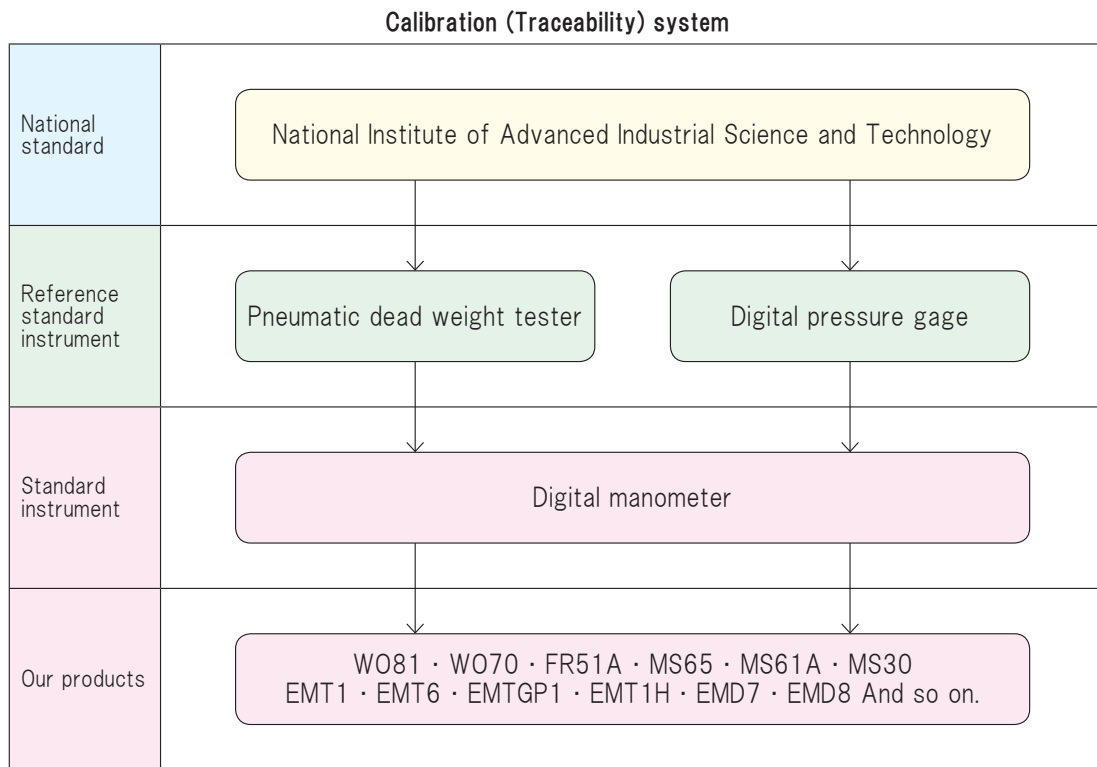 Calibration (Traceability) system
National
standard
National Institute of Advanced Industrial Science and Technology
Reference
standard
instrument
Pneumatic dead weight tester
Digital pressure gage
Standard
instrument
Digital manometer
Our products
WO81・WO70・FR51A・MS65・MS61A・MS30
EMT1・EMT6・EMTGP1・EMT1H・EMD7・EMD8 And so on.